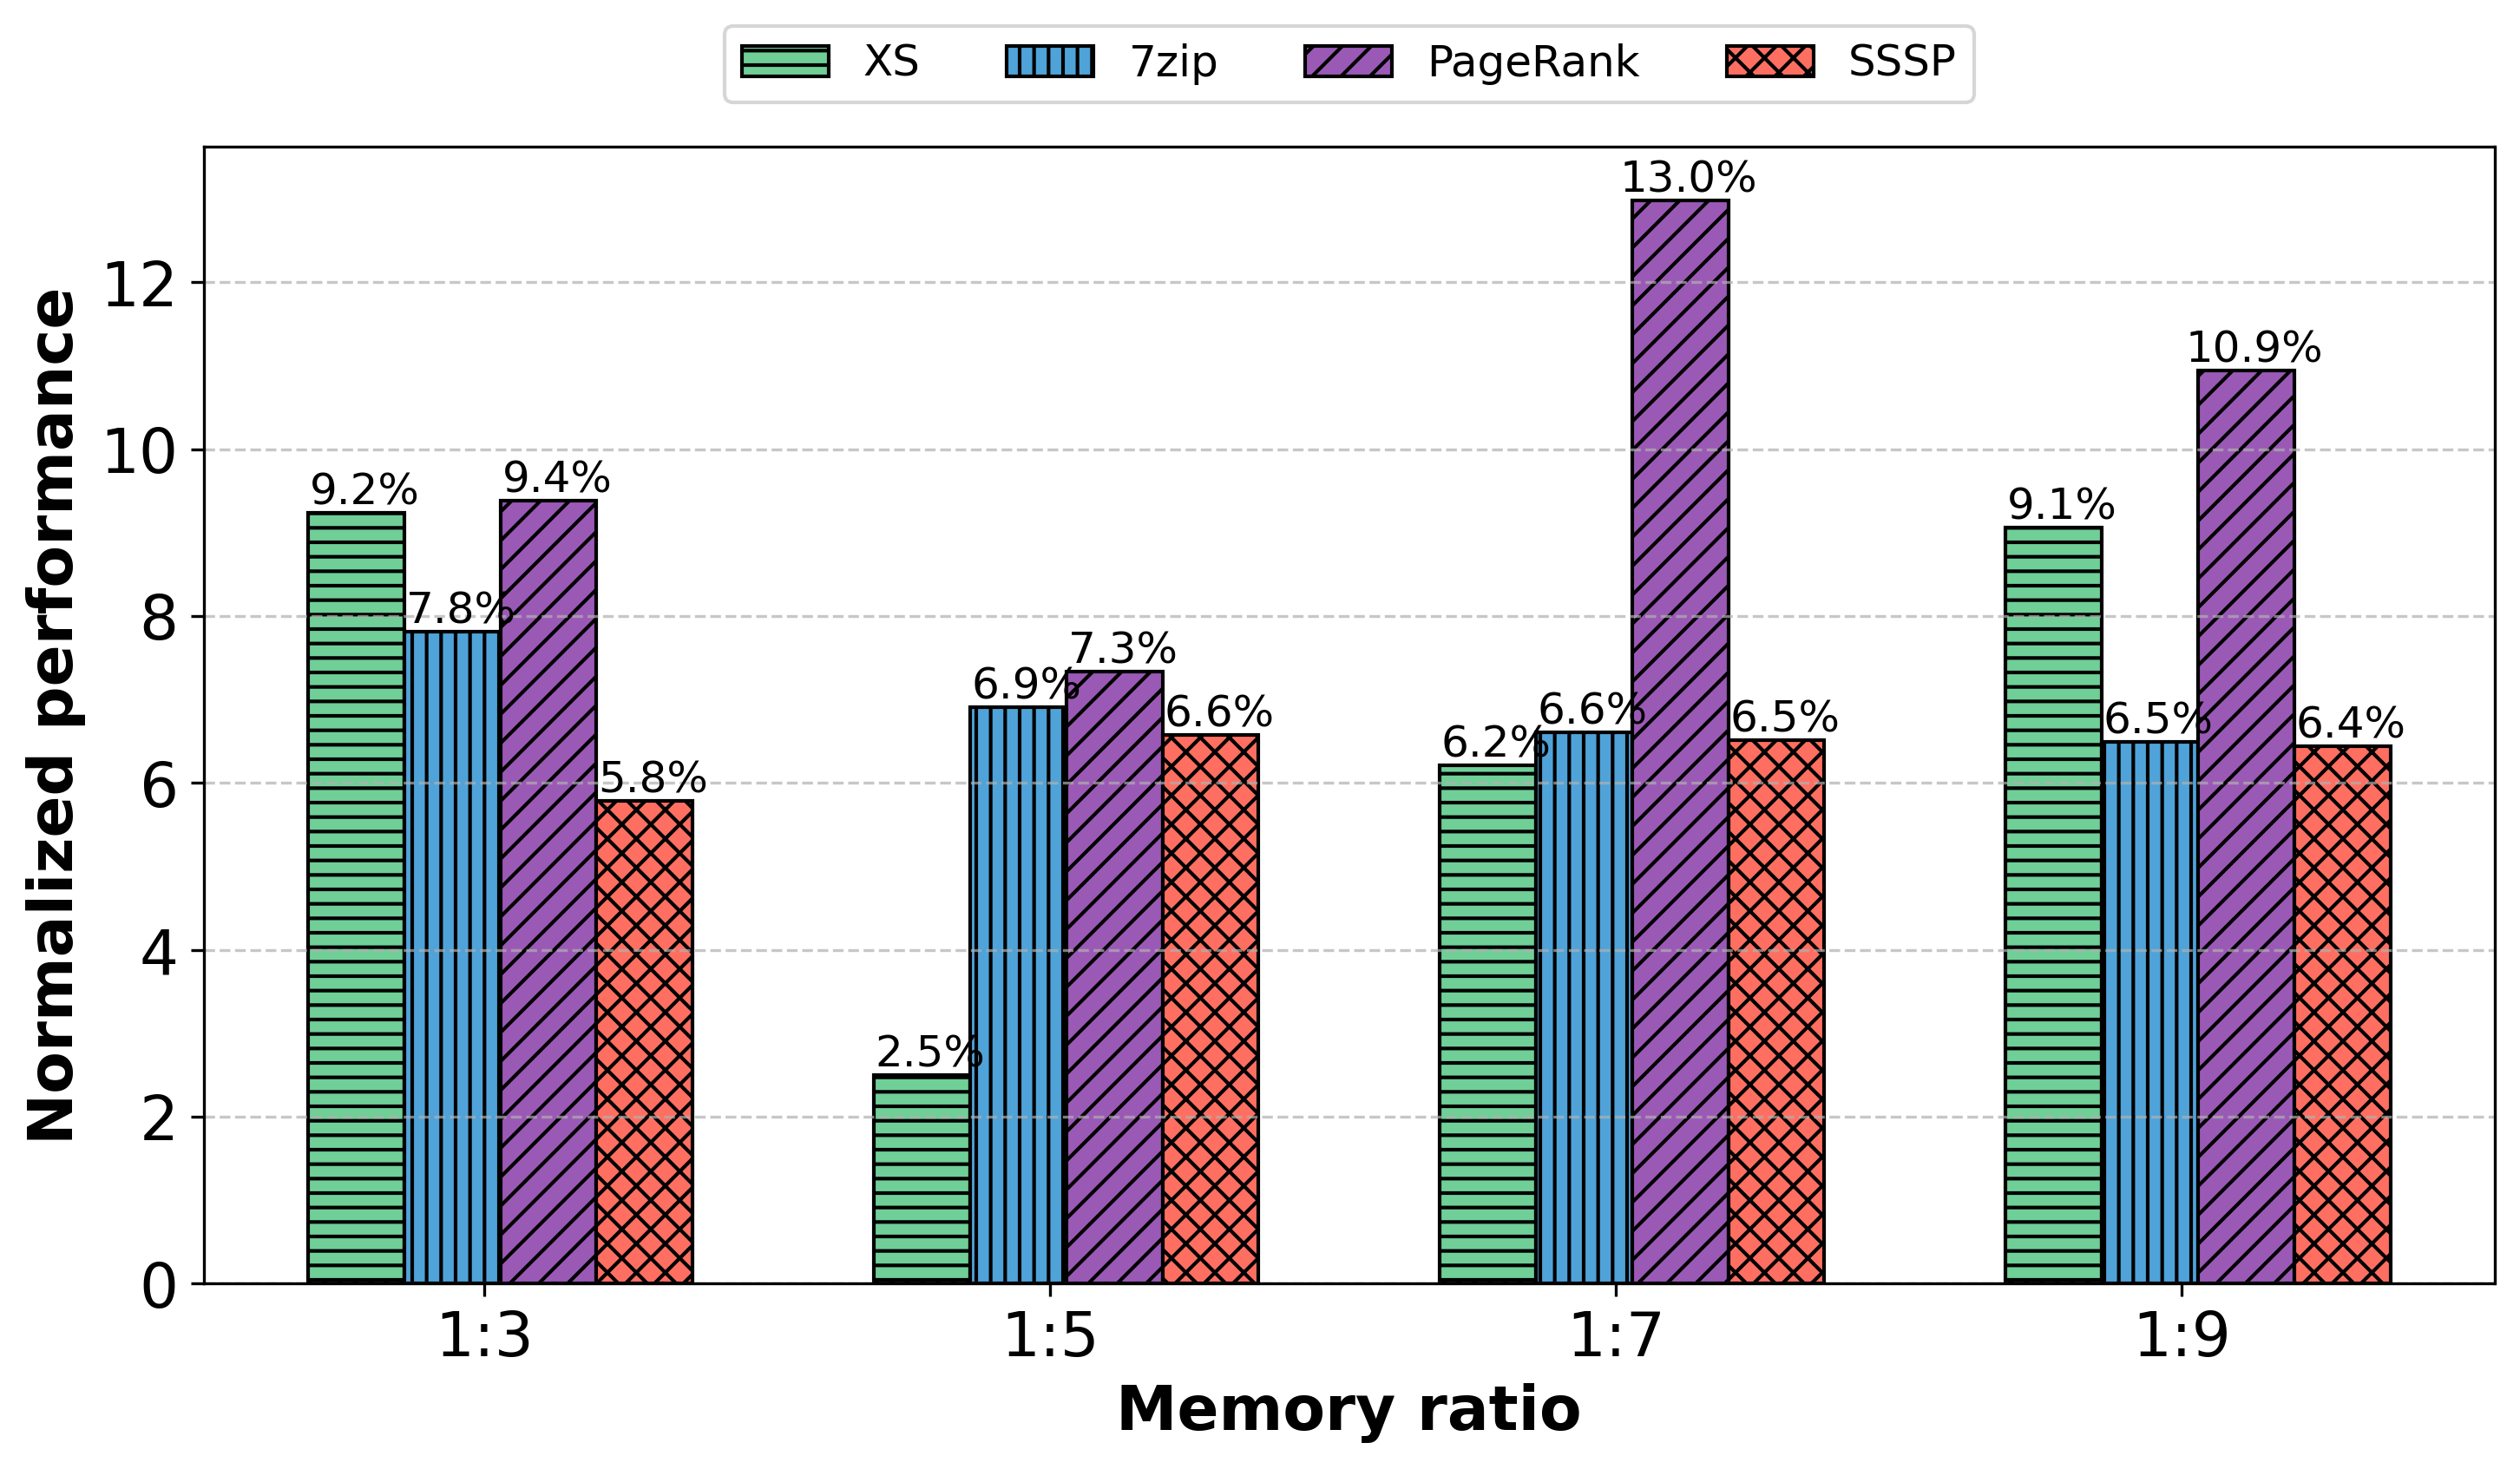 XS 7zip PageRank SSSP
Normalized performance
12
10
8
6
4
2
0
9.2% 7.8% 9.4% 5.8%
2.5% 6.9% 7.3% 6.6%
6.2% 6.6% 13.0% 6.5%
9.1% 6.5% 10.9% 6.4%
1:3 1:5 1:7 1:9
Memory ratio